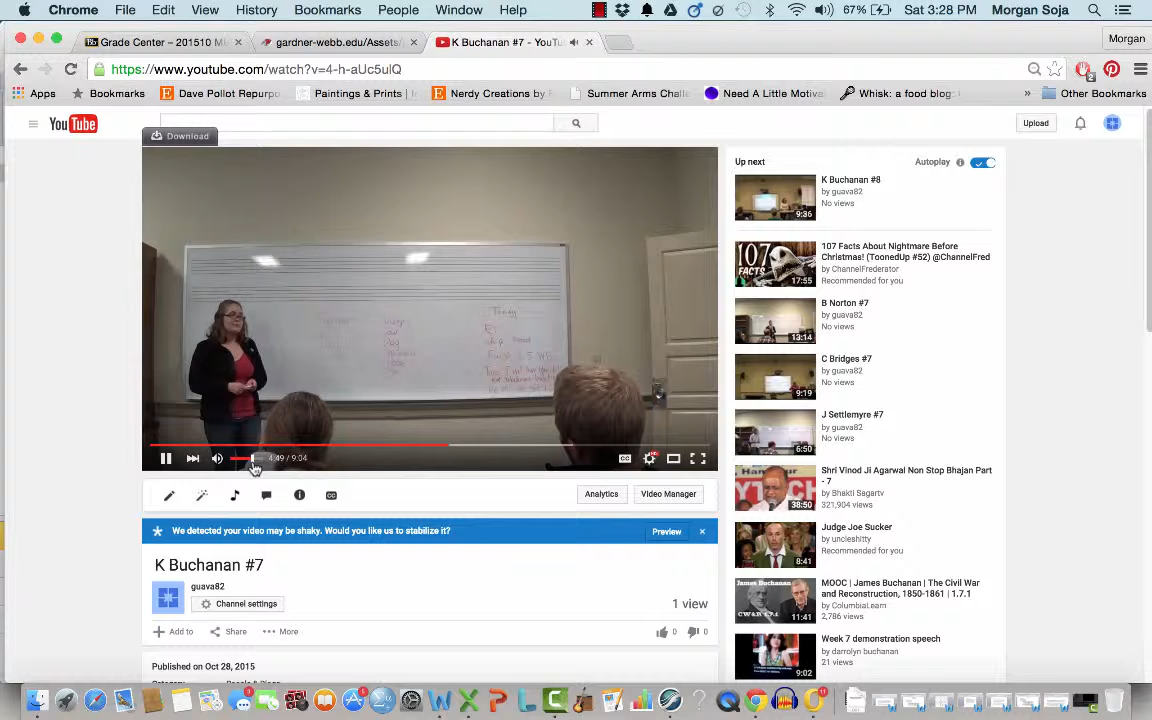 Chrome File Edit View History Bookmarks People Window Help 67% Sat 3:28 PM Morgan Soja
Grade Center – 201510 M
gardner-webb.edu/Assets/
K Buchanan #7 - YouTu
Morgan
https://www.youtube.com/watch?v=4-h-aUc5ulQ
Apps Bookmarks Dave Pollot Repurpo Paintings & Prints | Nerdy Creations by Summer Arms Challe Need A Little Motiva Whisk: a food blog: » Other Bookmarks
YouTube
Upload
Download
Today
4:49 / 9:04
CC
Analytics
Video Manager
We detected your video may be shaky. Would you like us to stabilize it?
Preview
K Buchanan #7
guava82
Channel settings
1 view
Add to
Share
More
0
0
Published on Oct 28, 2015
Up next
Autoplay
K Buchanan #8
by guava82
No views
9:36
107 Facts About Nightmare Before
Christmas! (ToonedUp #52) @ChannelFred
by ChannelFrederator
Recommended for you
107
FACTS
17:55
B Norton #7
by guava82
No views
13:14
C Bridges #7
by guava82
No views
9:19
J Settlemyre #7
by guava82
No views
6:50
Shri Vinod Ji Agarwal Non Stop Bhajan Part
- 7
by Bhakti Sagartv
321,904 views
38:50
Judge Joe Sucker
by uncleshitty
Recommended for you
8:41
MOOC | James Buchanan | The Civil War
and Reconstruction, 1850-1861 | 1.7.1
by ColumbiaLearn
2,786 views
11:41
Week 7 demonstration speech
by darrolyn buchanan
21 views
9:02